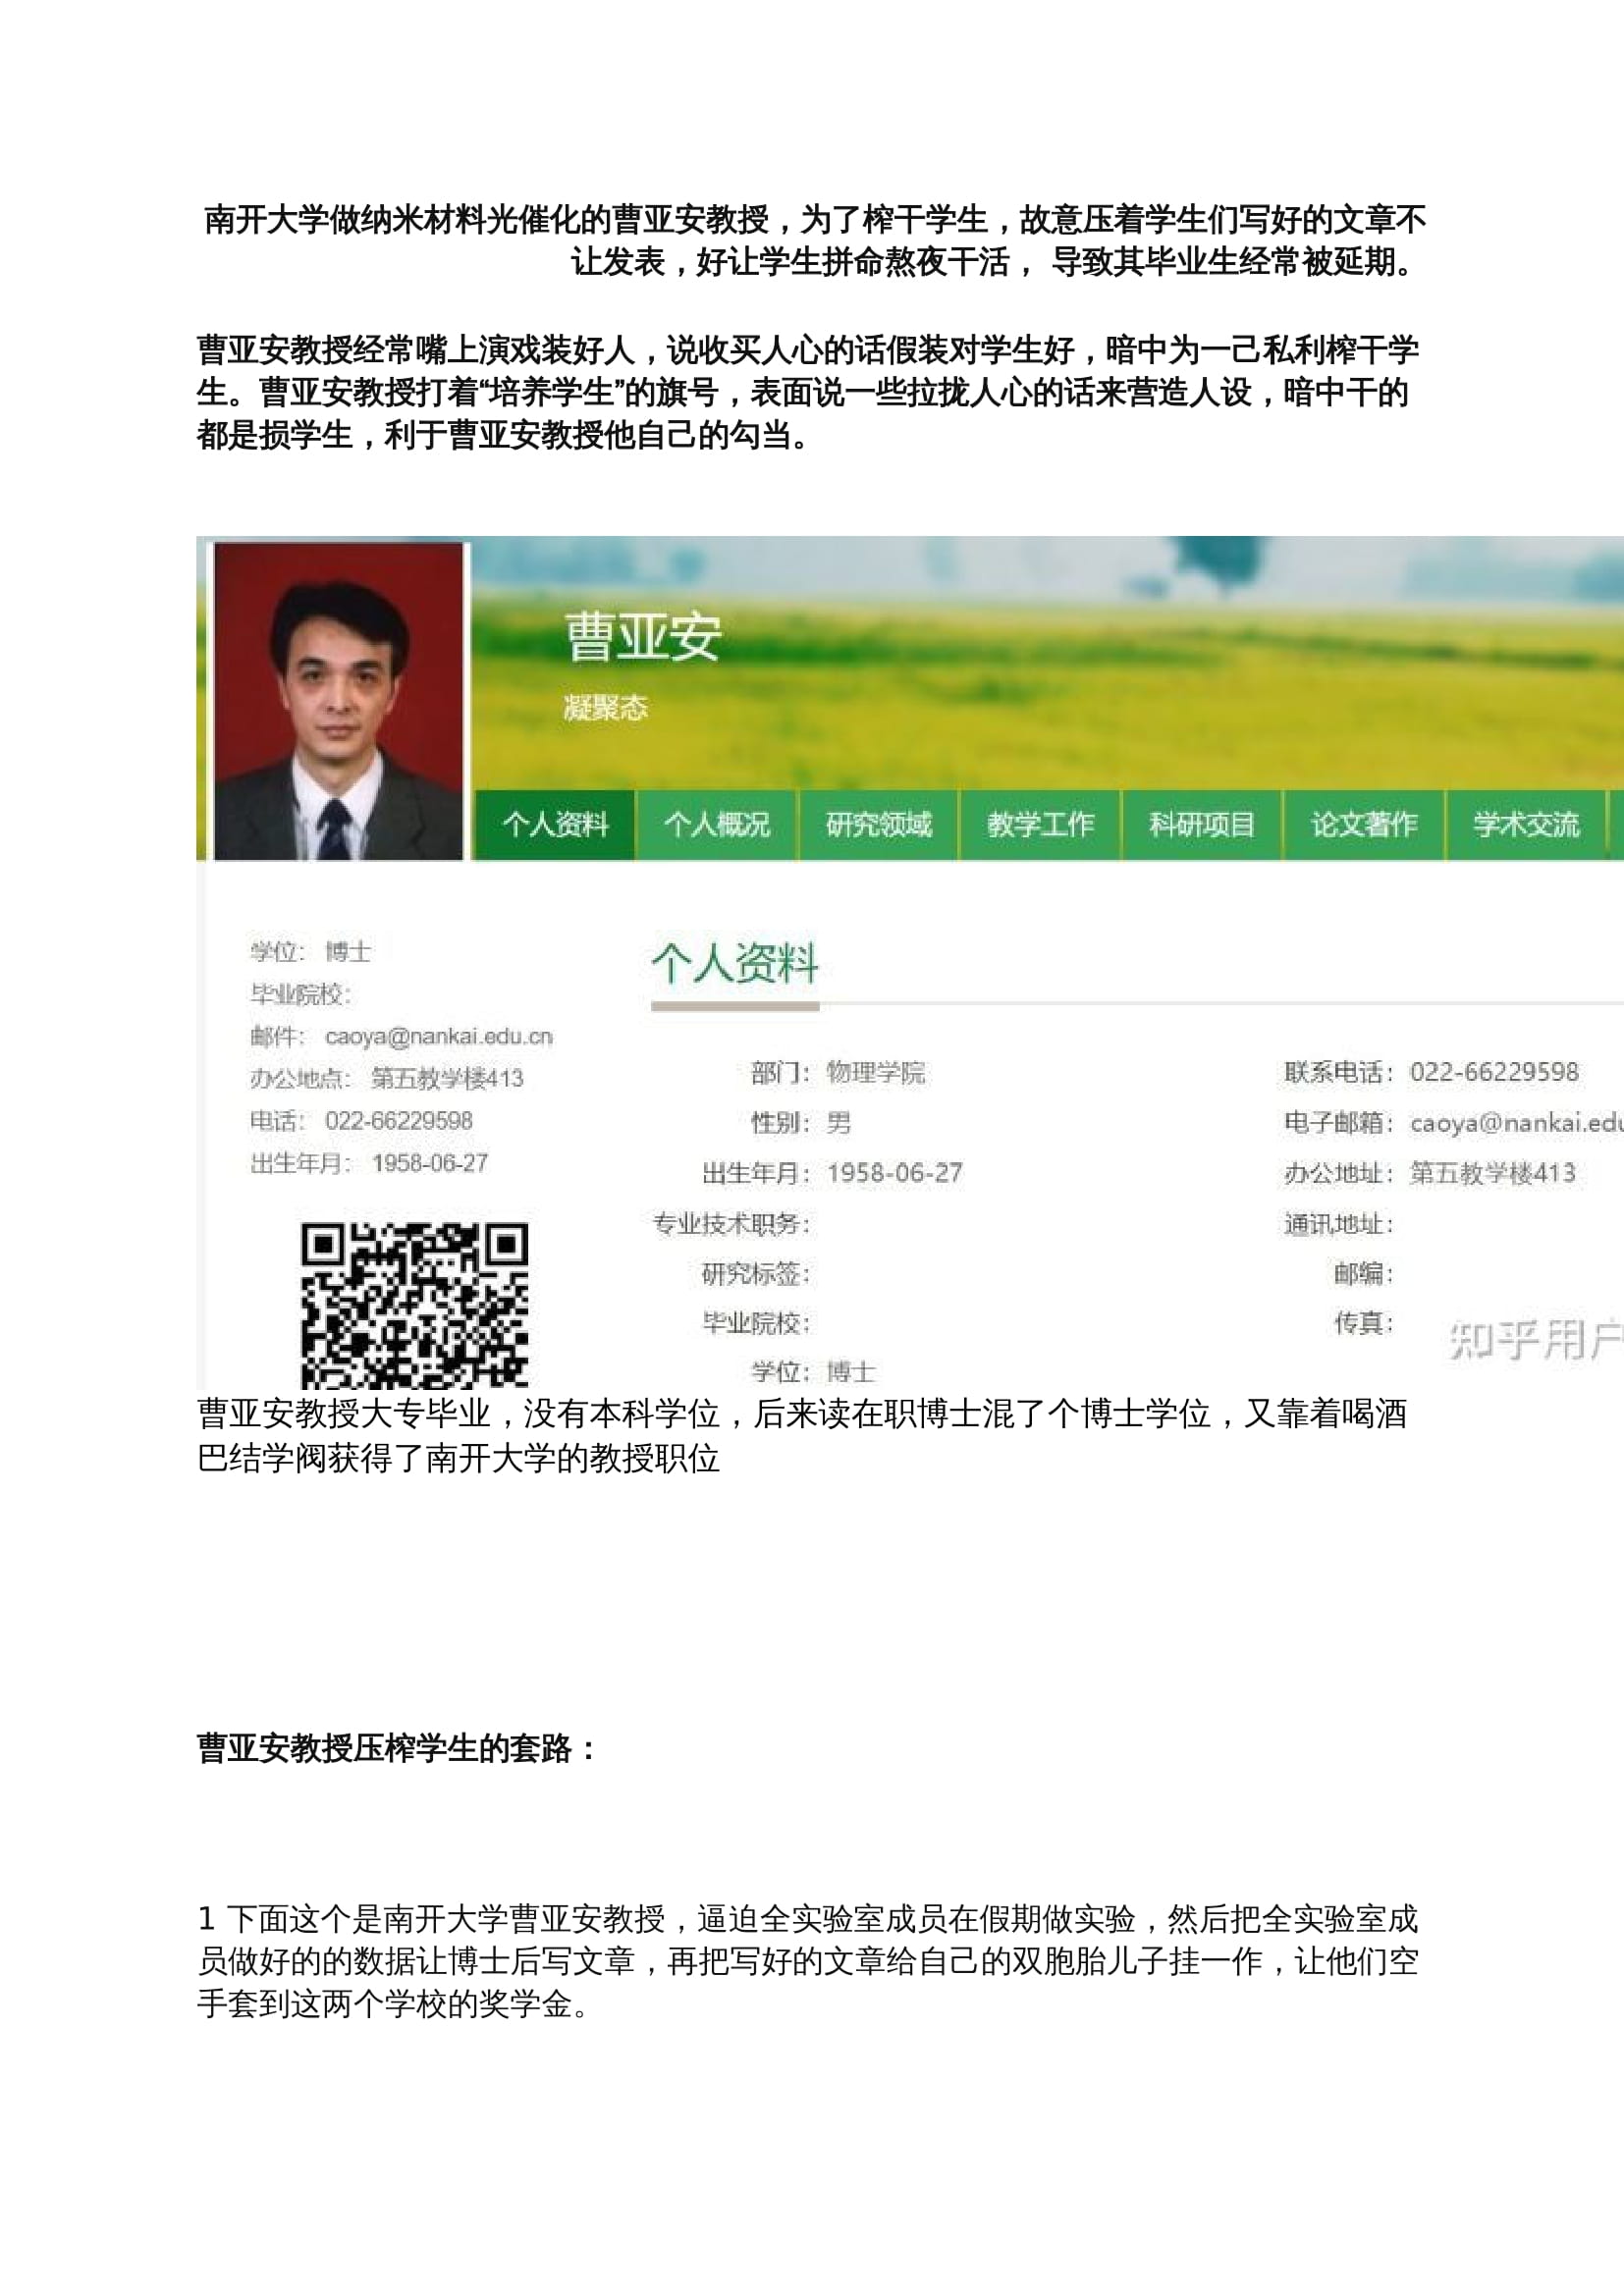 南开大学做纳米材料光催化的曹亚安教授，为了榨干学生，故意压着学生们写好的文章不
让发表，好让学生拼命熬夜干活， 导致其毕业生经常被延期。
曹亚安教授经常嘴上演戏装好人，说收买人心的话假装对学生好，暗中为一己私利榨干学
生。曹亚安教授打着“培养学生”的旗号，表面说一些拉拢人心的话来营造人设，暗中干的
都是损学生，利于曹亚安教授他自己的勾当。
曹亚安
凝聚态
个人资料 个人概况 研究领域 教学工作 科研项目 论文著作 学术交流
学位： 博士
毕业院校：
邮件： caoya@nankai.edu.cn
办公地点： 第五教学楼413
电话： 022-66229598
出生年月： 1958-06-27
个人资料
部门：物理学院
性别：男
出生年月：1958-06-27
专业技术职务：
研究标签：
毕业院校：
学位：博士
联系电话：022-66229598
电子邮箱：caoya@nankai.edu
办公地址：第五教学楼413
通讯地址：
邮编：
传真：
知乎用户
曹亚安教授大专毕业，没有本科学位，后来读在职博士混了个博士学位，又靠着喝酒
巴结学阀获得了南开大学的教授职位
曹亚安教授压榨学生的套路：
1 下面这个是南开大学曹亚安教授，逼迫全实验室成员在假期做实验，然后把全实验室成
员做好的的数据让博士后写文章，再把写好的文章给自己的双胞胎儿子挂一作，让他们空
手套到这两个学校的奖学金。